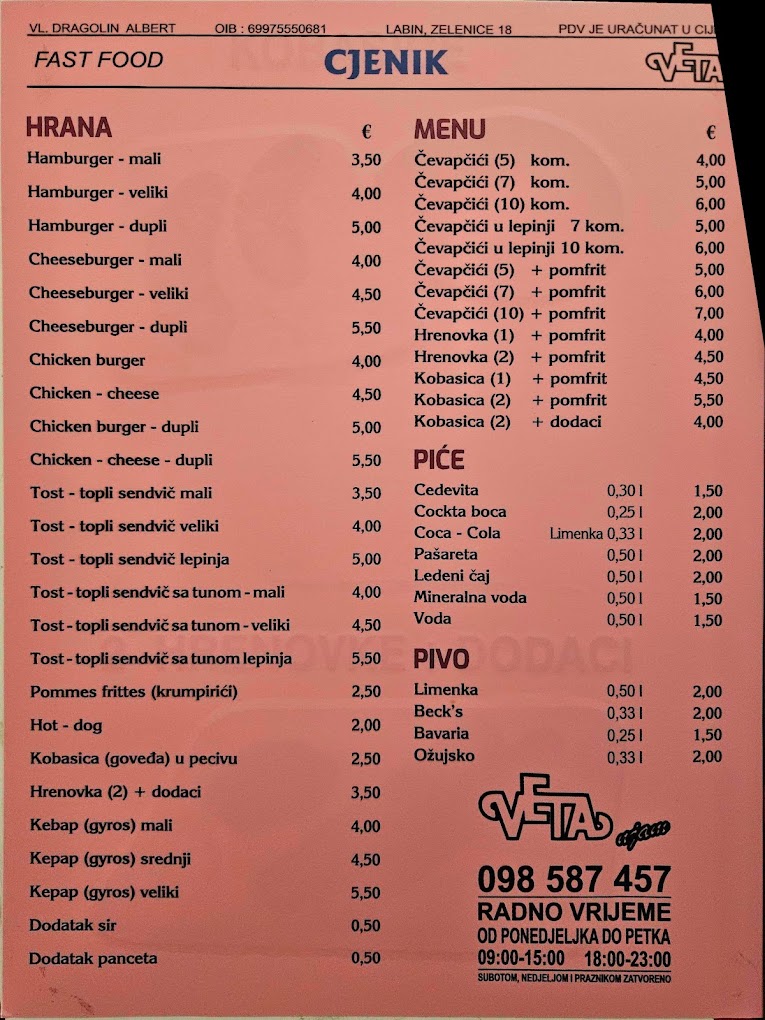 VL. DRAGOLIN ALBERT OIB : 69975550681 LABIN, ZELENICE 18 PDV JE URAČUNAT U
FAST FOOD CJENIK VETA
HRANA €
Hamburger - mali 3,50
Hamburger - veliki 4,00
Hamburger - dupli 5,00
Cheeseburger - mali 4,00
Cheeseburger - veliki 4,50
Cheeseburger - dupli 5,50
Chicken burger 4,00
Chicken - cheese 4,50
Chicken burger - dupli 5,00
Chicken - cheese - dupli 5,50
Tost - topli sendvič mali 3,50
Tost - topli sendvič veliki 4,00
Tost - topli sendvič lepinja 5,00
Tost - topli sendvič sa tunom - mali 4,00
Tost - topli sendvič sa tunom - veliki 4,50
Tost - topli sendvič sa tunom lepinja 5,50
Pommes frittes (krumpirići) 2,50
Hot - dog 2,00
Kobasica (goveđa) u pecivu 2,50
Hrenovka (2) + dodaci 3,50
Kebap (gyros) mali 4,00
Kepap (gyros) srednji 4,50
Kepap (gyros) veliki 5,50
Dodatak sir 0,50
Dodatak panceta 0,50
MENU €
Čevapčići (5) kom. 4,00
Čevapčići (7) kom. 5,00
Čevapčići (10) kom. 6,00
Čevapčići u lepinji 7 kom. 5,00
Čevapčići u lepinji 10 kom. 6,00
Čevapčići (5) + pomfrit 5,00
Čevapčići (7) + pomfrit 6,00
Čevapčići (10) + pomfrit 7,00
Hrenovka (1) + pomfrit 4,00
Hrenovka (2) + pomfrit 4,50
Kobasica (1) + pomfrit 4,50
Kobasica (2) + pomfrit 5,50
Kobasica (2) + dodaci 4,00
PIĆE
Cedevita 0,30 l 1,50
Cockta boca 0,25 l 2,00
Coca - Cola Limenka 0,33 l 2,00
Pašareta 0,50 l 2,00
Ledeni čaj 0,50 l 2,00
Mineralna voda 0,50 l 1,50
Voda 0,50 l 1,50
PIVO
Limenka 0,50 l 2,00
Beck's 0,33 l 2,00
Bavaria 0,25 l 1,50
Ožujsko 0,33 l 2,00
VETA njam
098 587 457
RADNO VRIJEME
OD PONEDJELJKA DO PETKA
09:00-15:00 18:00-23:00
SUBOTOM, NEDJELJOM I PRAZNIKOM ZATVORENO